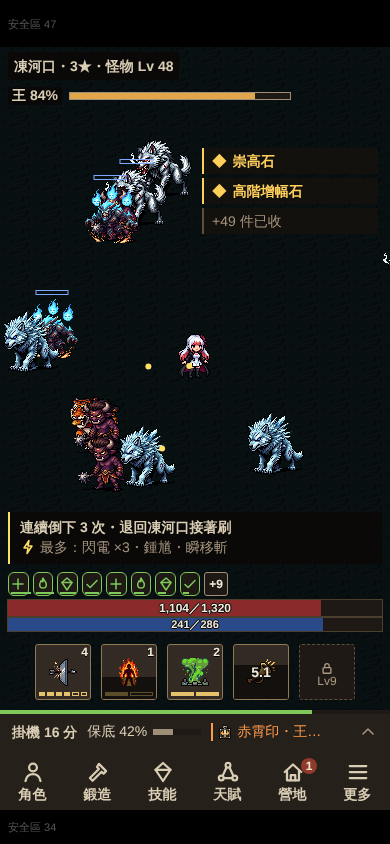 安全區 47
凍河口・3★・怪物 Lv 48
王 84%
崇高石
高階增幅石
+49 件已收
連續倒下 3 次・退回凍河口接著刷
最多：閃電 ×3・鍾馗・瞬移斬
+9
1,104／1,320
241／286
4
1
2
5.1
Lv9
掛機 16 分
保底 42%
赤霄印・王…
角色
鍛造
技能
天賦
1
營地
更多
安全區 34